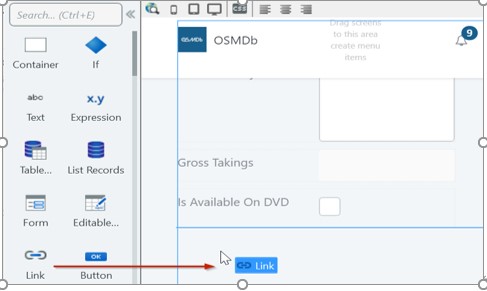 Search... (Ctrl+E)
CSS
Container
If
abc
Text
x.y
Expression
Table...
List Records
Form
Editable...
Link
OK
Button
OSMDb
OSMDb
Drag screens
to this area
create menu
items
9
Gross Takings
Is Available On DVD
Link